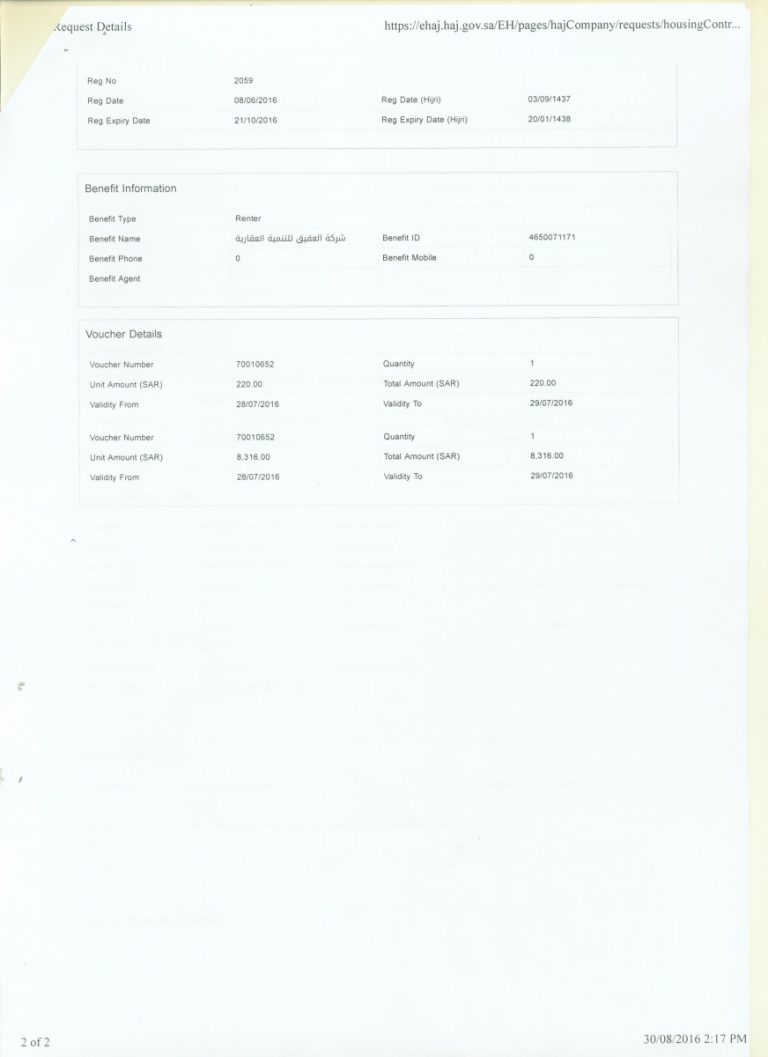 Request Details https://ehaj.haj.gov.sa/EH/pages/hajCompany/requests/housingContr...
Reg No 2059
Reg Date 08/06/2016 Reg Date (Hijri) 03/09/1437
Reg Expiry Date 21/10/2016 Reg Expiry Date (Hijri) 20/01/1438
Benefit Information
Benefit Type Renter
Benefit Name شركة العقيق للتنمية العقارية Benefit ID 4650071171
Benefit Phone 0 Benefit Mobile 0
Benefit Agent
Voucher Details
Voucher Number 70010652 Quantity 1
Unit Amount (SAR) 220.00 Total Amount (SAR) 220.00
Validity From 28/07/2016 Validity To 29/07/2016
Voucher Number 70010652 Quantity 1
Unit Amount (SAR) 8,316.00 Total Amount (SAR) 8,316.00
Validity From 28/07/2016 Validity To 29/07/2016
2 of 2 30/08/2016 2:17 PM